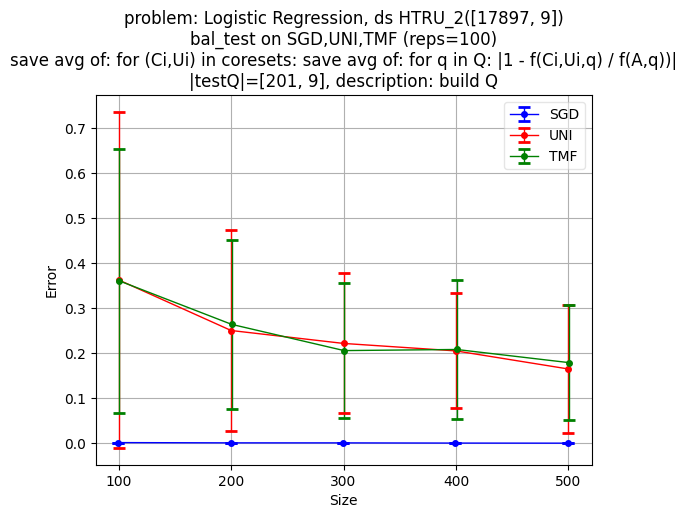 problem: Logistic Regression, ds HTRU_2([17897, 9])
bal_test on SGD,UNI,TMF (reps=100)
save avg of: for (Ci,Ui) in coresets: save avg of: for q in Q: |1 - f(Ci,Ui,q) / f(A,q))|
|testQ|=[201, 9], description: build Q
SGD
UNI
TMF
0.7
0.6
0.5
0.4
0.3
0.2
0.1
0.0
Error
100 200 300 400 500
Size